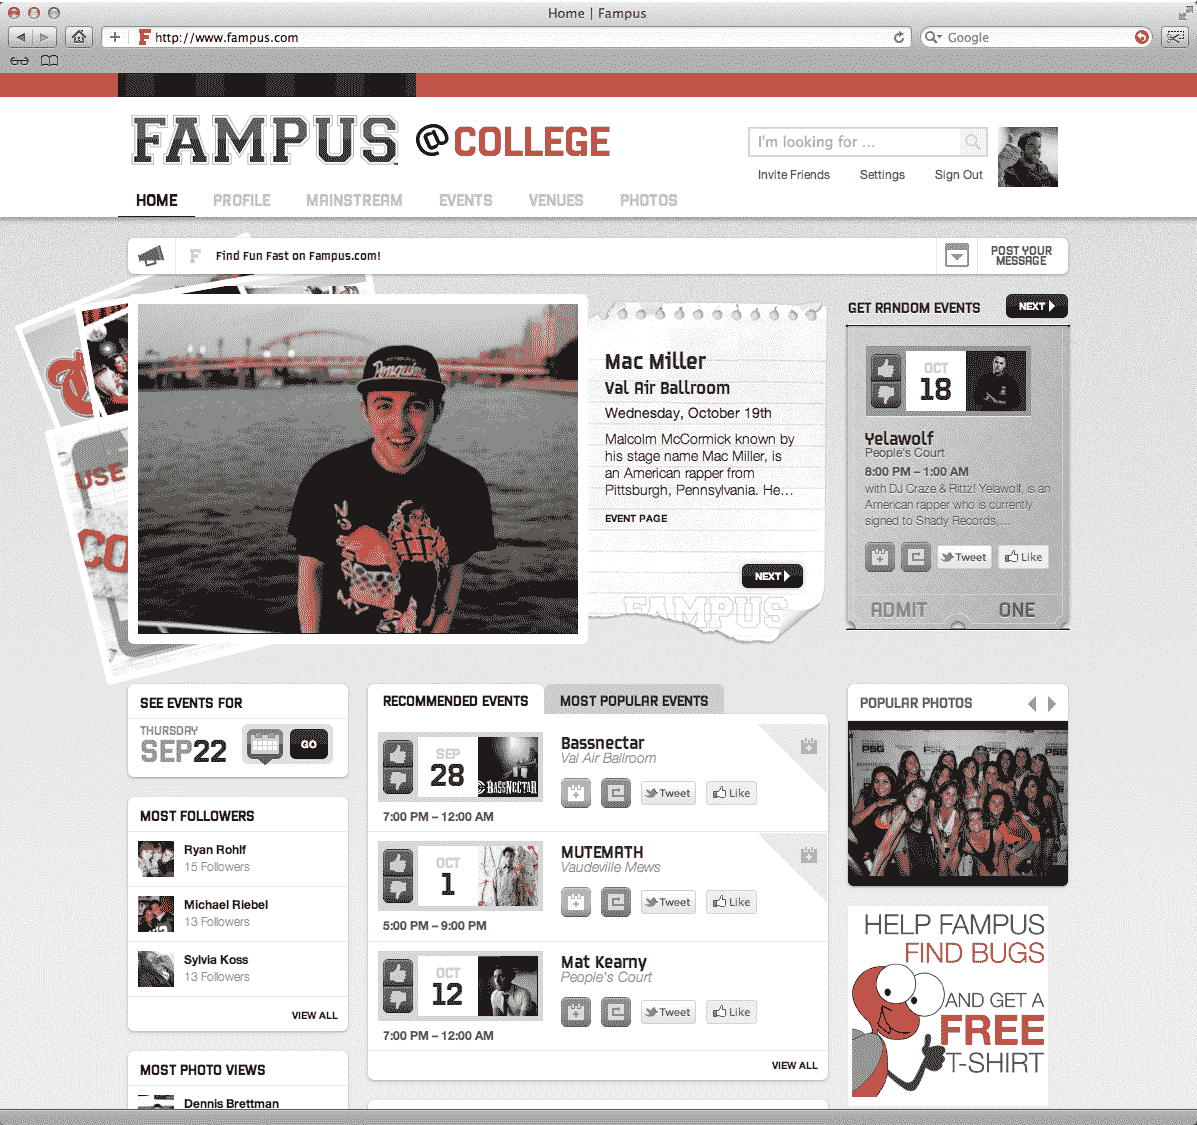 Home | Fampus
http://www.fampus.com
Google
FAMPUS @COLLEGE
I'm looking for ...
Invite Friends
Settings
Sign Out
HOME
PROFILE
MAINSTREAM
EVENTS
VENUES
PHOTOS
F
Find Fun Fast on Fampus.com!
POST YOUR
MESSAGE
USE
CO
Penguins
Mac Miller
Val Air Ballroom
Wednesday, October 19th
Malcolm McCormick known by
his stage name Mac Miller, is
an American rapper from
Pittsburgh, Pennsylvania. He...
EVENT PAGE
NEXT
FAMPUS
GET RANDOM EVENTS
NEXT
OCT
18
Yelawolf
People's Court
8:00 PM – 1:00 AM
with DJ Craze & Rittz! Yelawolf, is an
American rapper who is currently
signed to Shady Records,...
Tweet
Like
ADMIT
ONE
SEE EVENTS FOR
THURSDAY
SEP22
GO
MOST FOLLOWERS
Ryan Rohlf
15 Followers
Michael Riebel
13 Followers
Sylvia Koss
13 Followers
VIEW ALL
MOST PHOTO VIEWS
Dennis Brettman
RECOMMENDED EVENTS
MOST POPULAR EVENTS
SEP
28
BASSNECTAR
Bassnectar
Val Air Ballroom
Tweet
Like
7:00 PM – 12:00 AM
OCT
1
MUTEMATH
Vaudeville Mews
Tweet
Like
5:00 PM – 9:00 PM
OCT
12
Mat Kearny
People's Court
Tweet
Like
7:00 PM – 12:00 AM
VIEW ALL
POPULAR PHOTOS
PSG
HELP FAMPUS
FIND BUGS
AND GET A
FREE
T-SHIRT